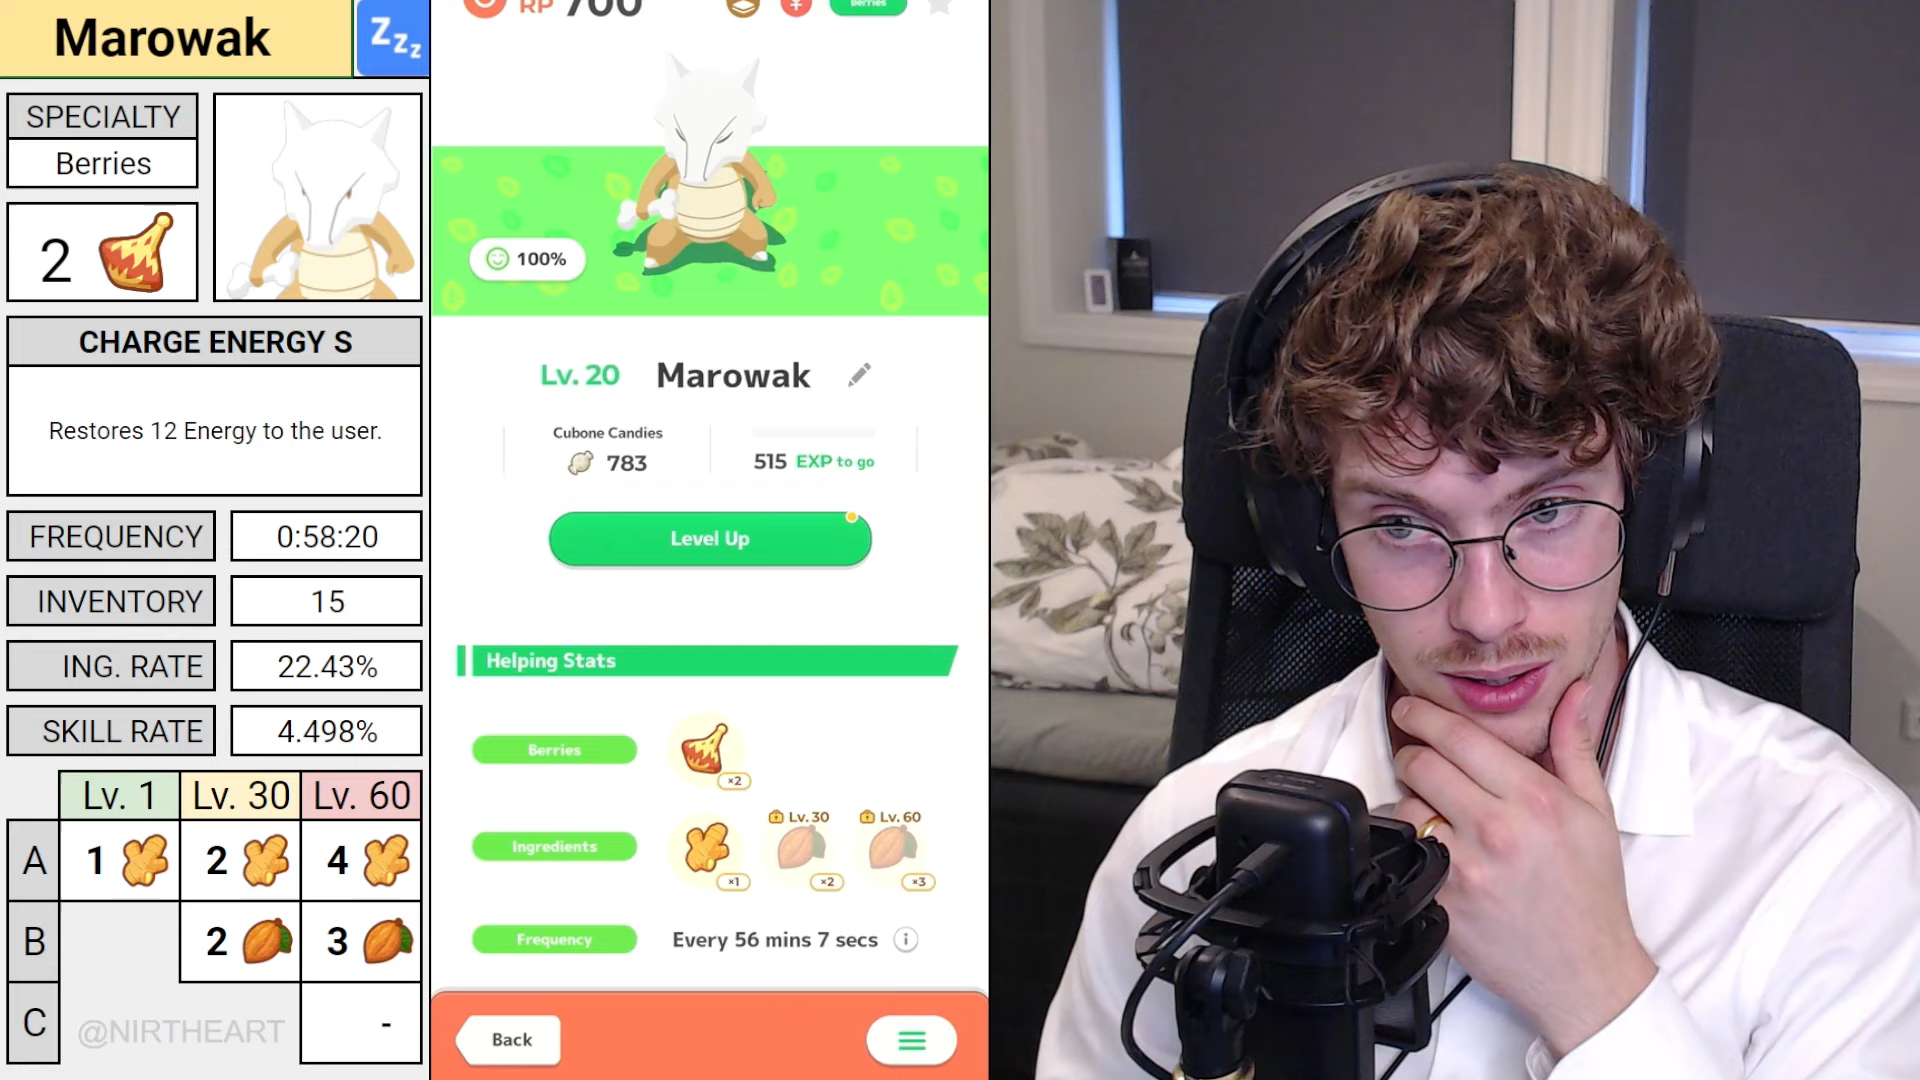 Marowak
Zzz
SPECIALTY
Berries
2
CHARGE ENERGY S
Restores 12 Energy to the user.
FREQUENCY 0:58:20
INVENTORY 15
ING. RATE 22.43%
SKILL RATE 4.498%
Lv. 1 Lv. 30 Lv. 60
A 1 2 4
B 2 3
C -
@NIRTHEART
RP 700
Berries
100%
Lv. 20 Marowak
Cubone Candies
783
515 EXP to go
Level Up
Helping Stats
Berries
×2
Ingredients
Lv. 30 Lv. 60
×1 ×2 ×3
Frequency Every 56 mins 7 secs
Back